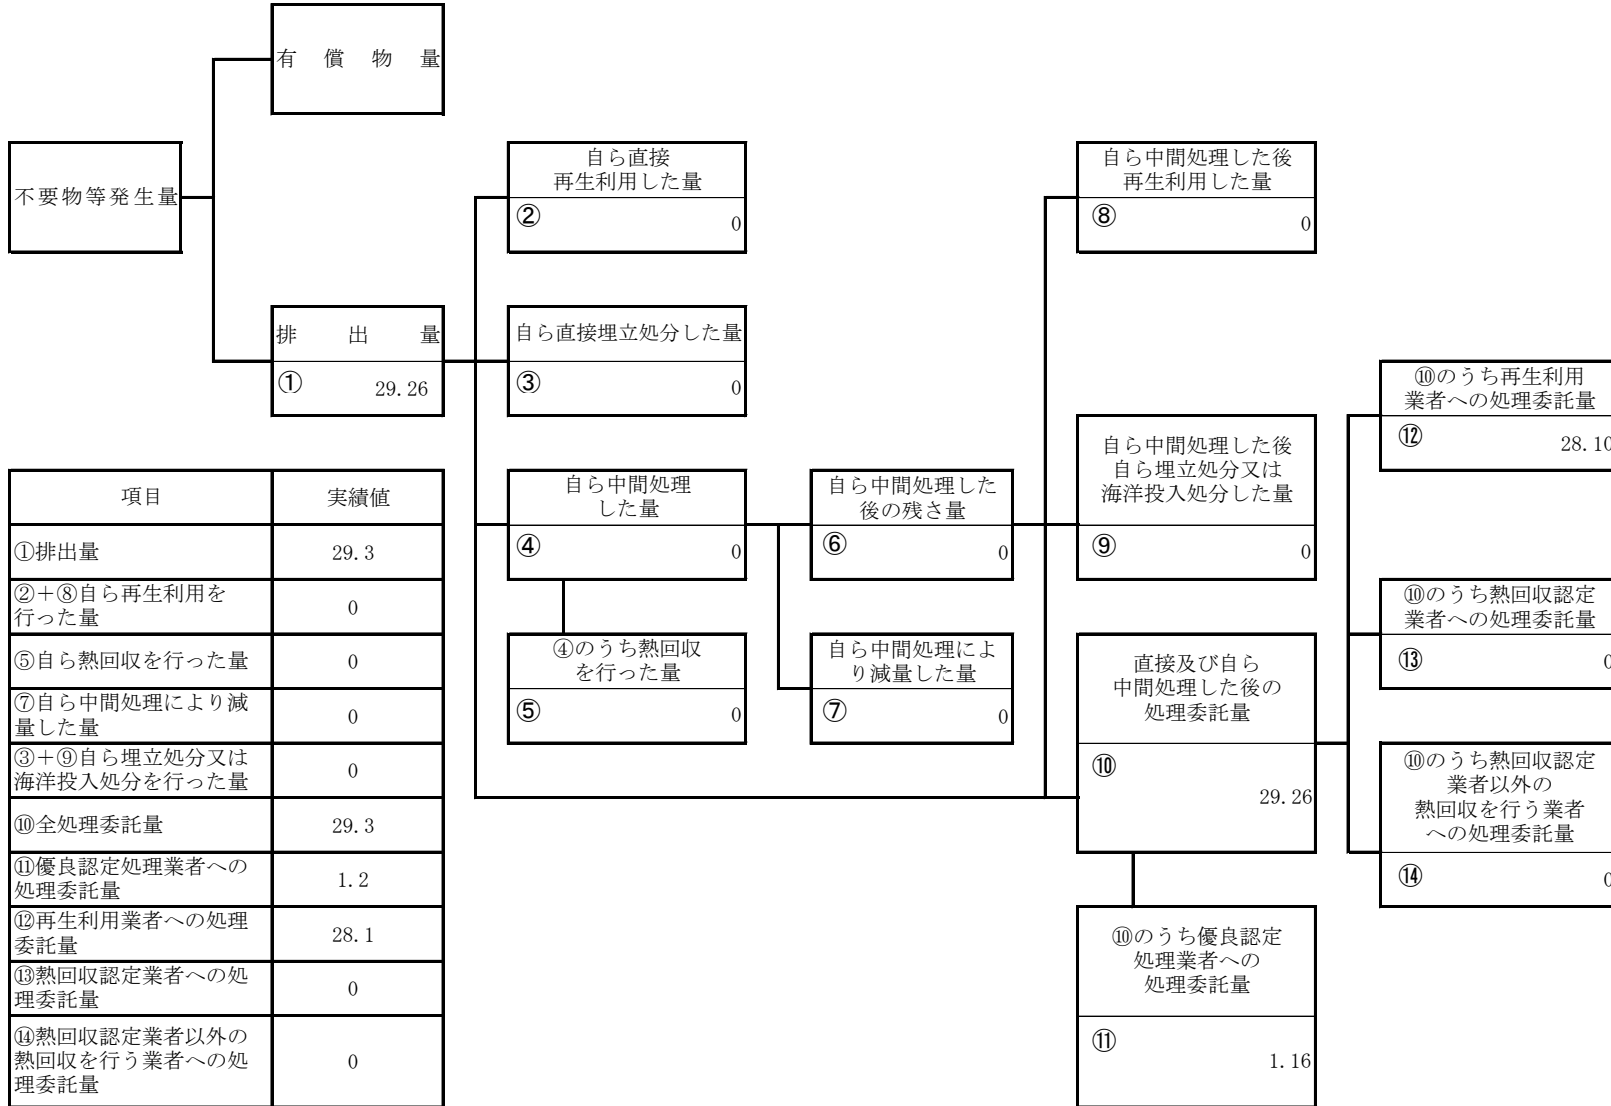 有償物量
不要物等発生量
排出量
① 29.26
自ら直接
再生利用した量
② 0
自ら直接埋立処分した量
③ 0
自ら中間処理
した量
④ 0
④のうち熱回収
を行った量
⑤ 0
自ら中間処理した
後の残さ量
⑥ 0
自ら中間処理によ
り減量した量
⑦ 0
自ら中間処理した後
再生利用した量
⑧ 0
自ら中間処理した後
自ら埋立処分又は
海洋投入処分した量
⑨ 0
直接及び自ら
中間処理した後の
処理委託量
⑩
29.26
⑩のうち優良認定
処理業者への
処理委託量
⑪
1.16
⑩のうち再生利用
業者への処理委託量
⑫ 28.10
⑩のうち熱回収認定
業者への処理委託量
⑬ 0
⑩のうち熱回収認定
業者以外の
熱回収を行う業者
への処理委託量
⑭ 0
項目 実績値
①排出量 29.3
②＋⑧自ら再生利用を
行った量 0
⑤自ら熱回収を行った量 0
⑦自ら中間処理により減
量した量 0
③＋⑨自ら埋立処分又は
海洋投入処分を行った量 0
⑩全処理委託量 29.3
⑪優良認定処理業者への
処理委託量 1.2
⑫再生利用業者への処理
委託量 28.1
⑬熱回収認定業者への処
理委託量 0
⑭熱回収認定業者以外の
熱回収を行う業者への処
理委託量 0